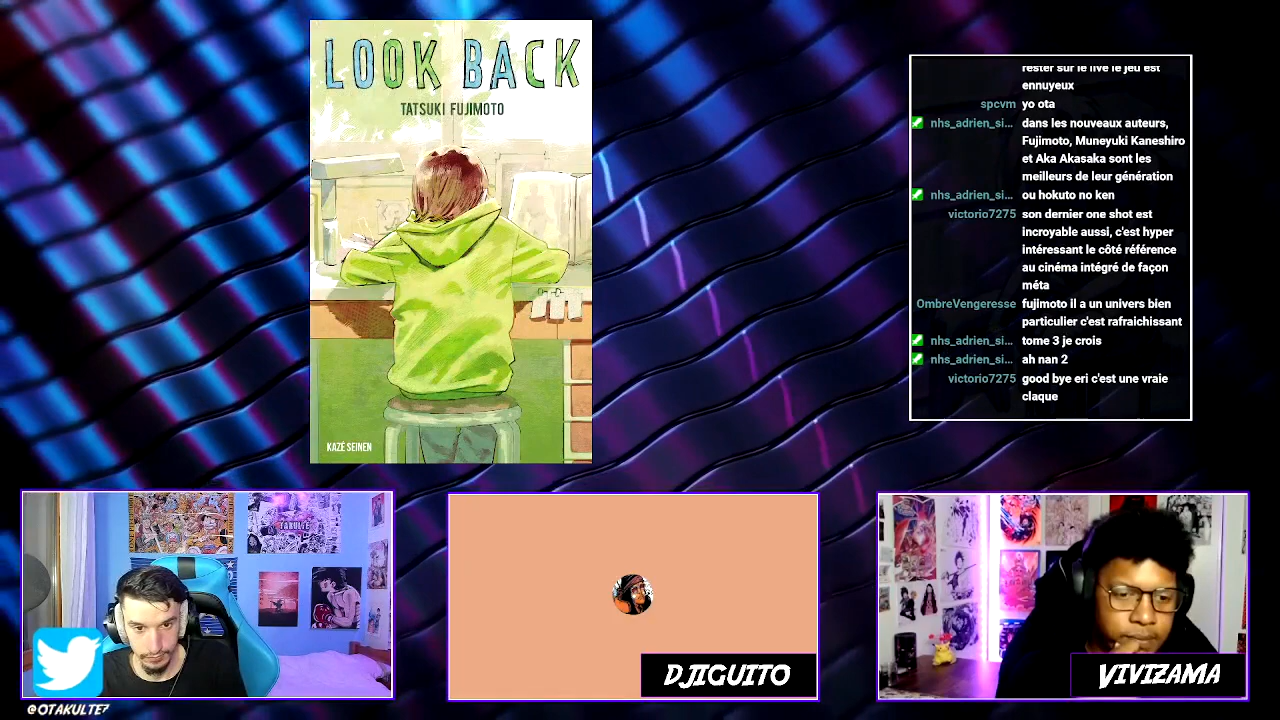 LOOK BACK
TATSUKI FUJIMOTO
KAZÉ SEINEN
rester sur le live le jeu est
ennuyeux
spcvm yo ota
nhs_adrien_si... dans les nouveaux auteurs,
Fujimoto, Muneyuki Kaneshiro
et Aka Akasaka sont les
meilleurs de leur génération
nhs_adrien_si... ou hokuto no ken
victorio7275 son dernier one shot est
incroyable aussi, c'est hyper
intéressant le côté référence
au cinéma intégré de façon
méta
OmbreVengeresse fujimoto il a un univers bien
particulier c'est rafraichissant
nhs_adrien_si... tome 3 je crois
nhs_adrien_si... ah nan 2
victorio7275 good bye eri c'est une vraie
claque
@OTAKULTE7
DJIGUITO
VIVIZAMA